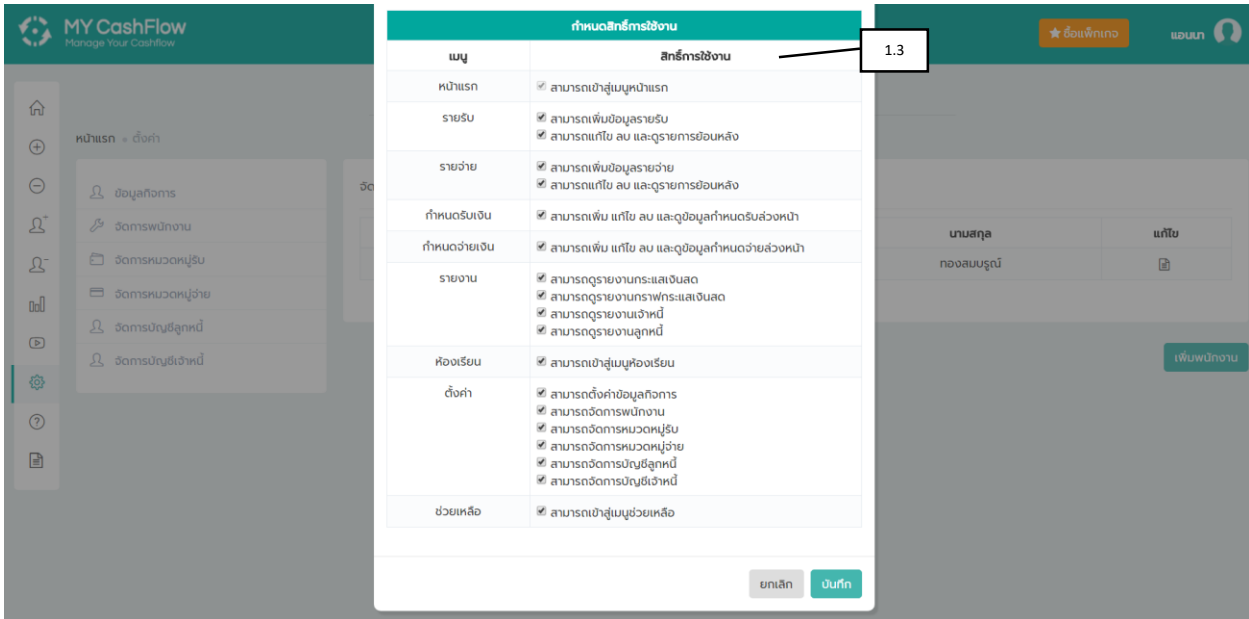 MY CashFlow
Manage Your Cashflow
กำหนดสิทธิ์การใช้งาน
ซื้อแพ็กเกจ
แอนนา
1.3
เมนู สิทธิ์การใช้งาน
หน้าแรก สามารถเข้าสู่เมนูหน้าแรก
รายรับ สามารถเพิ่มข้อมูลรายรับ
สามารถแก้ไข ลบ และดูรายการย้อนหลัง
รายจ่าย สามารถเพิ่มข้อมูลรายจ่าย
สามารถแก้ไข ลบ และดูรายการย้อนหลัง
กำหนดรับเงิน สามารถเพิ่ม แก้ไข ลบ และดูข้อมูลกำหนดรับล่วงหน้า
กำหนดจ่ายเงิน สามารถเพิ่ม แก้ไข ลบ และดูข้อมูลกำหนดจ่ายล่วงหน้า
รายงาน สามารถดูรายงานกระแสเงินสด
สามารถดูรายงานกราฟกระแสเงินสด
สามารถดูรายงานเจ้าหนี้
สามารถดูรายงานลูกหนี้
ห้องเรียน สามารถเข้าสู่เมนูห้องเรียน
ตั้งค่า สามารถตั้งค่าข้อมูลกิจการ
สามารถจัดการพนักงาน
สามารถจัดการหมวดหมู่รับ
สามารถจัดการหมวดหมู่จ่าย
สามารถจัดการบัญชีลูกหนี้
สามารถจัดการบัญชีเจ้าหนี้
ช่วยเหลือ สามารถเข้าสู่เมนูช่วยเหลือ
ยกเลิก บันทึก
หน้าแรก » ตั้งค่า
ข้อมูลกิจการ
จัดการพนักงาน
จัดการหมวดหมู่รับ
จัดการหมวดหมู่จ่าย
จัดการบัญชีลูกหนี้
จัดการบัญชีเจ้าหนี้
นามสกุล แก้ไข
ทองสมบรูณ์
เพิ่มพนักงาน